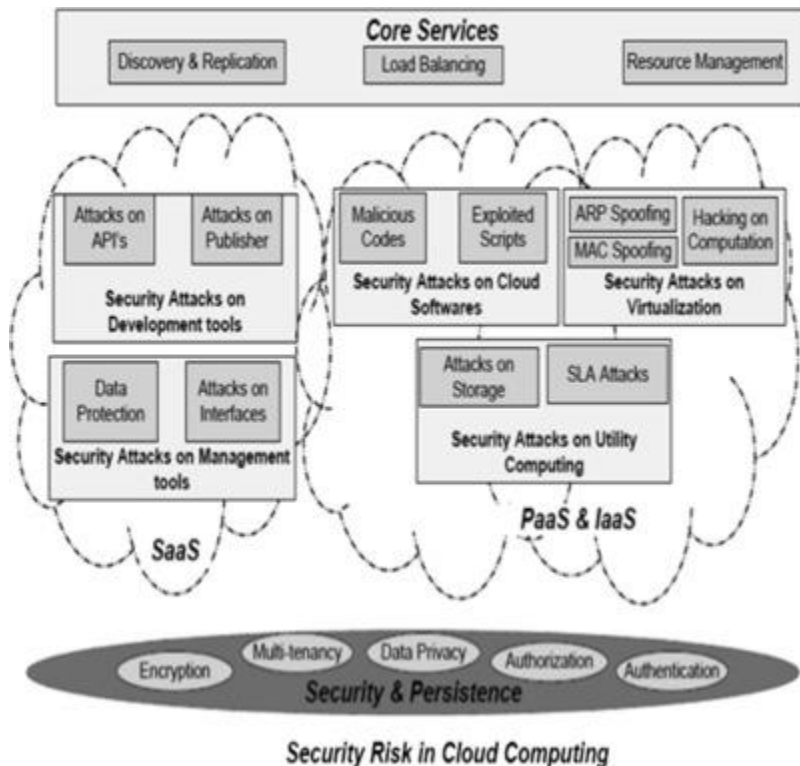 Core Services
Discovery & Replication
Load Balancing
Resource Management
Attacks on
API's
Attacks on
Publisher
Security Attacks on
Development tools
Data
Protection
Attacks on
Interfaces
Security Attacks on Management
tools
SaaS
Malicious
Codes
Exploited
Scripts
Security Attacks on Cloud
Softwares
ARP Spoofing
MAC Spoofing
Hacking on
Computation
Security Attacks on
Virtualization
Attacks on
Storage
SLA Attacks
Security Attacks on Utility
Computing
PaaS & IaaS
Encryption
Multi-tenancy
Data Privacy
Authorization
Authentication
Security & Persistence
Security Risk in Cloud Computing